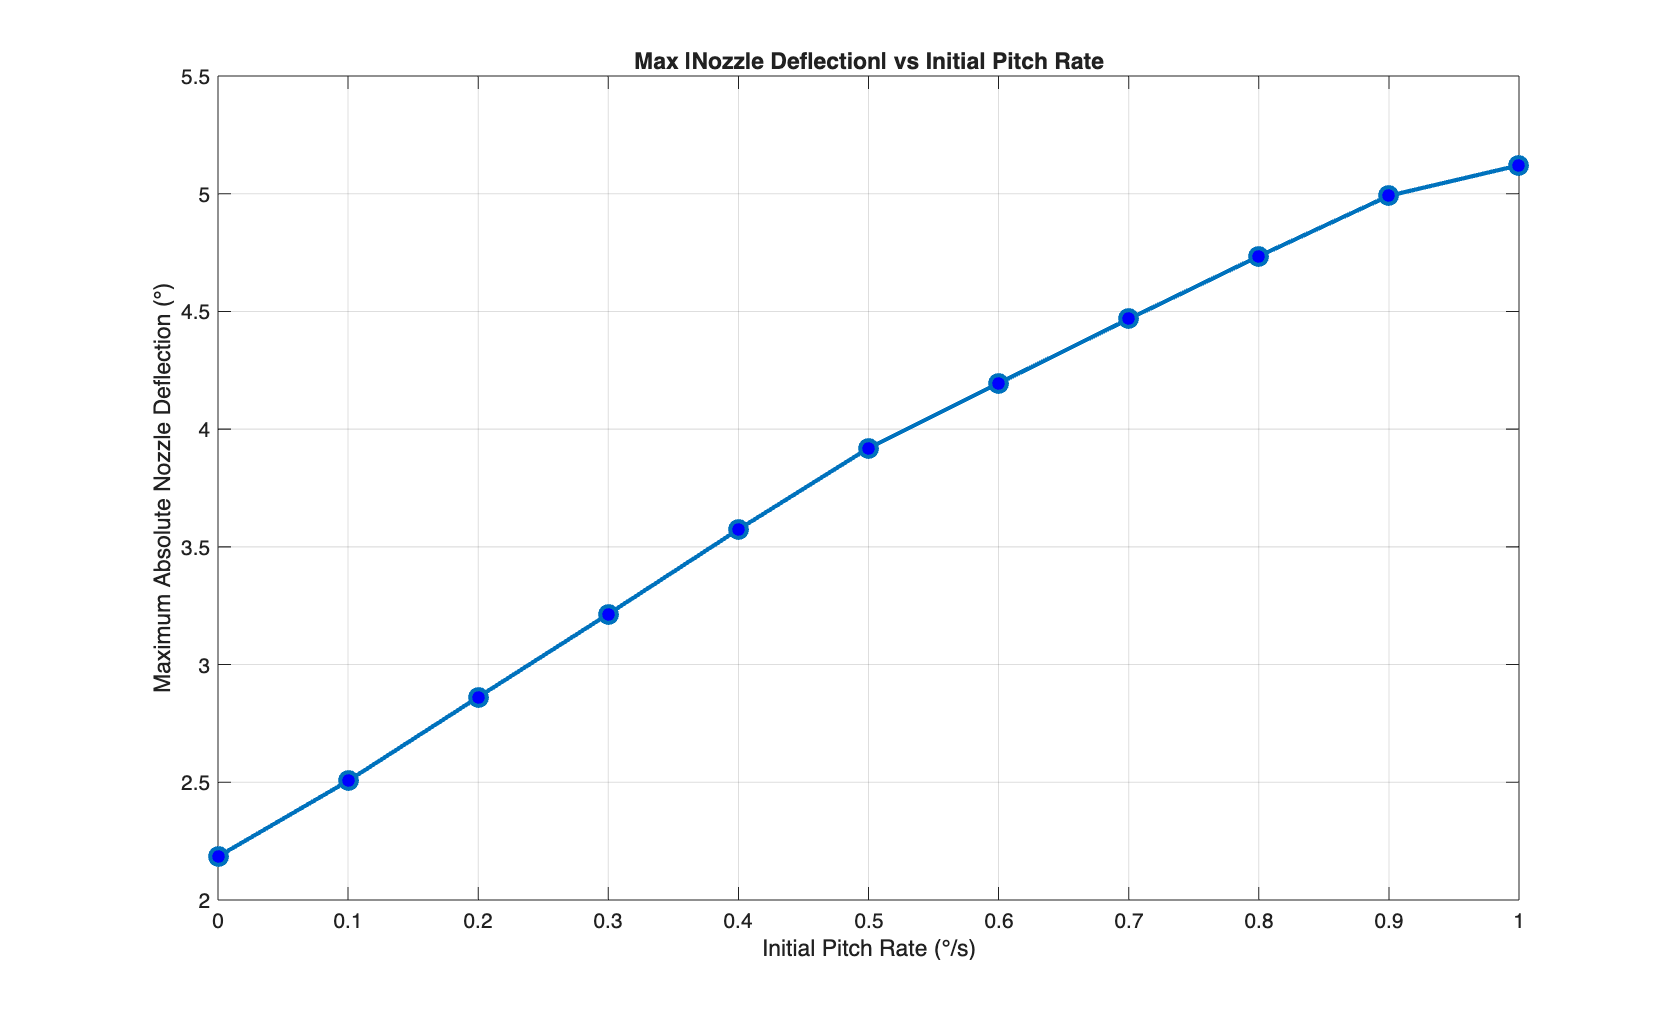 Max |Nozzle Deflection| vs Initial Pitch Rate
Maximum Absolute Nozzle Deflection (°)
5.5
5
4.5
4
3.5
3
2.5
2
0 0.1 0.2 0.3 0.4 0.5 0.6 0.7 0.8 0.9 1
Initial Pitch Rate (°/s)